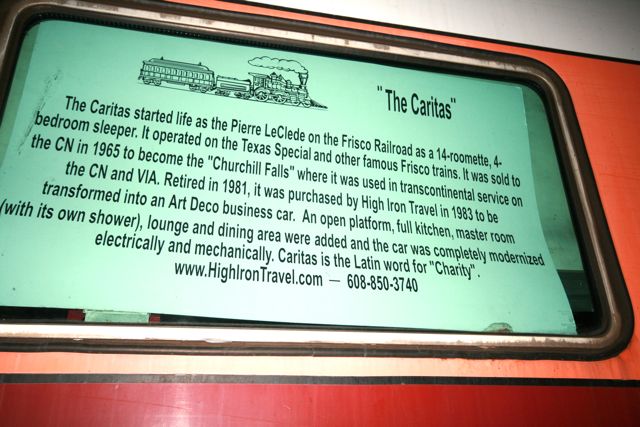 "The Caritas"
The Caritas started life as the Pierre LeClede on the Frisco Railroad as a 14-roomette, 4-
bedroom sleeper. It operated on the Texas Special and other famous Frisco trains. It was sold to
the CN in 1965 to become the "Churchill Falls" where it was used in transcontinental service on
the CN and VIA. Retired in 1981, it was purchased by High Iron Travel in 1983 to be
transformed into an Art Deco business car. An open platform, full kitchen, master room
(with its own shower), lounge and dining area were added and the car was completely modernized
electrically and mechanically. Caritas is the Latin word for "Charity".
www.HighIronTravel.com — 608-850-3740